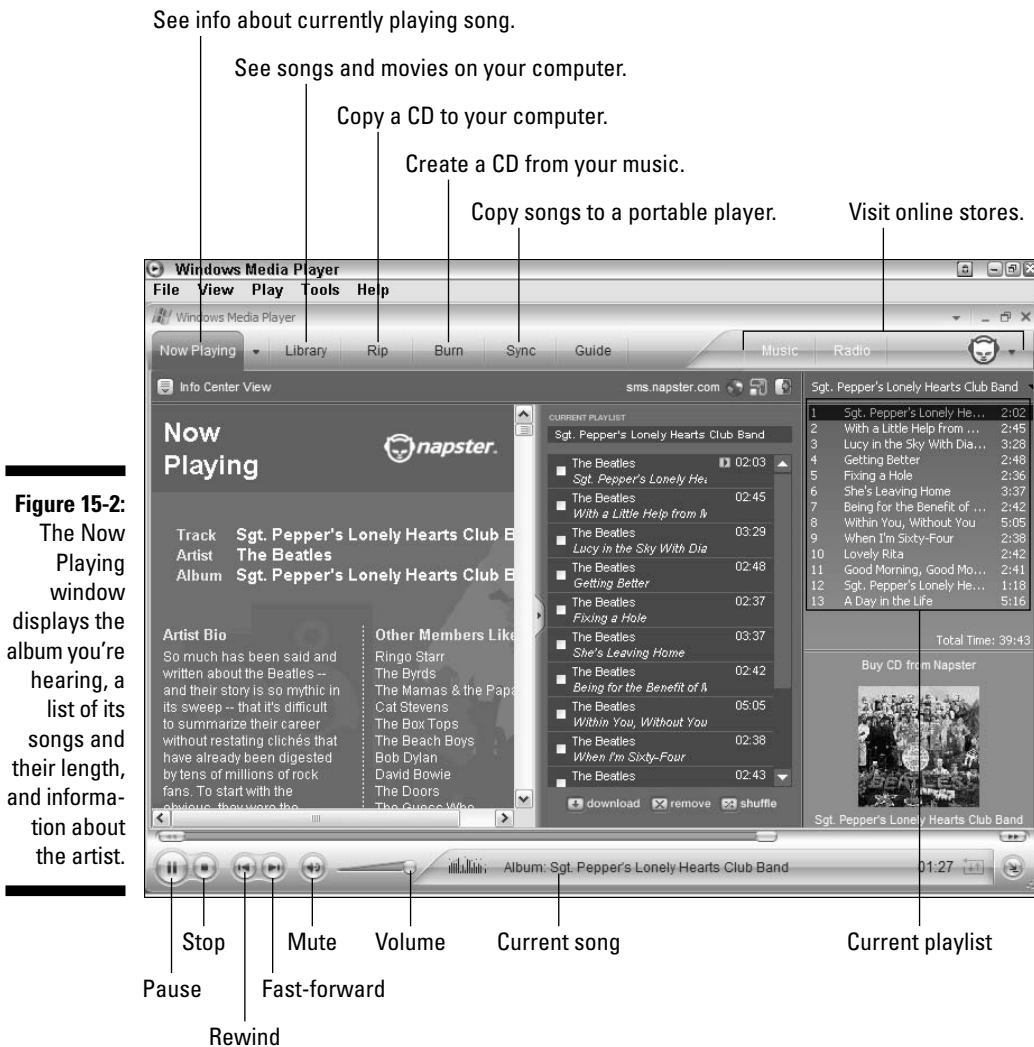 See info about currently playing song.
See songs and movies on your computer.
Copy a CD to your computer.
Create a CD from your music.
Copy songs to a portable player.
Visit online stores.
Windows Media Player
File View Play Tools Help
Windows Media Player
Now Playing Library Rip Burn Sync Guide Music Radio
Info Center View
sms.napster.com
Sgt. Pepper's Lonely Hearts Club Band
Now
Playing
napster.
Track Sgt. Pepper's Lonely Hearts Club B
Artist The Beatles
Album Sgt. Pepper's Lonely Hearts Club B
Artist Bio
So much has been said and
written about the Beatles --
and their story is so mythic in
its sweep -- that it's difficult
to summarize their career
without restating clichés that
have already been digested
by tens of millions of rock
fans. To start with the
obvious, they were the
Other Members Like
Ringo Starr
The Byrds
The Mamas & the Papa
Cat Stevens
The Box Tops
The Beach Boys
Bob Dylan
David Bowie
The Doors
The Guess Who
CURRENT PLAYLIST
Sgt. Pepper's Lonely Hearts Club Band
The Beatles 02:03
Sgt. Pepper's Lonely Hea
The Beatles 02:45
With a Little Help from M
The Beatles 03:29
Lucy in the Sky With Dia
The Beatles 02:48
Getting Better
The Beatles 02:37
Fixing a Hole
The Beatles 03:37
She's Leaving Home
The Beatles 02:42
Being for the Benefit of M
The Beatles 05:05
Within You, Without You
The Beatles 02:38
When I'm Sixty-Four
The Beatles 02:43
download remove shuffle
1 Sgt. Pepper's Lonely He... 2:02
2 With a Little Help from ... 2:45
3 Lucy in the Sky With Dia... 3:28
4 Getting Better 2:48
5 Fixing a Hole 2:36
6 She's Leaving Home 3:37
7 Being for the Benefit of ... 2:42
8 Within You, Without You 5:05
9 When I'm Sixty-Four 2:38
10 Lovely Rita 2:42
11 Good Morning, Good Mo... 2:41
12 Sgt. Pepper's Lonely He... 1:18
13 A Day in the Life 5:16
Total Time: 39:43
Buy CD from Napster
BEATLES
Sgt. Pepper's Lonely Hearts Club Band
Album: Sgt. Pepper's Lonely Hearts Club Band 01:27
Stop
Mute
Volume
Current song
Current playlist
Pause
Fast-forward
Rewind
Figure 15-2:
The Now
Playing
window
displays the
album you're
hearing, a
list of its
songs and
their length,
and informa-
tion about
the artist.